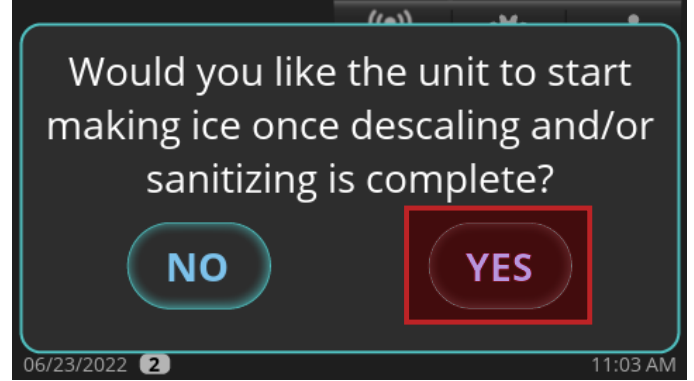 Would you like the unit to start
making ice once descaling and/or
sanitizing is complete?
NO YES
06/23/2022 2 11:03 AM